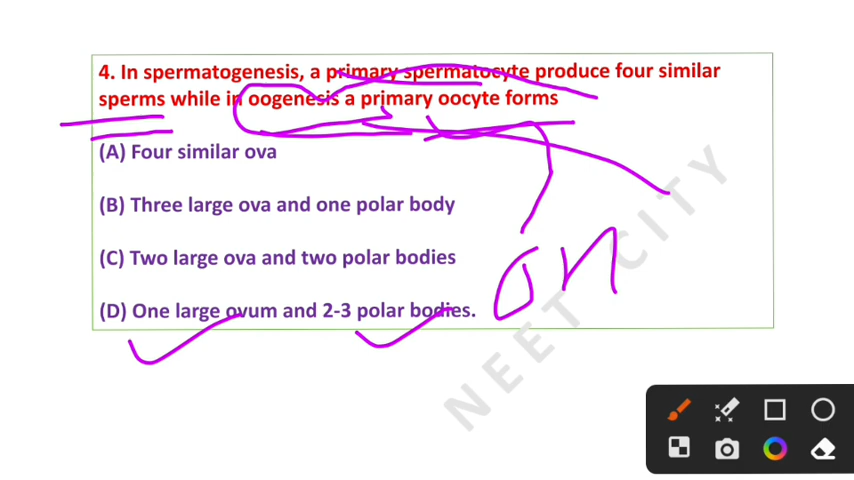 4. In spermatogenesis, a primary spermatocyte produce four similar
sperms while in oogenesis a primary oocyte forms
(A) Four similar ova
(B) Three large ova and one polar body
(C) Two large ova and two polar bodies
(D) One large ovum and 2-3 polar bodies.
NEET CITY